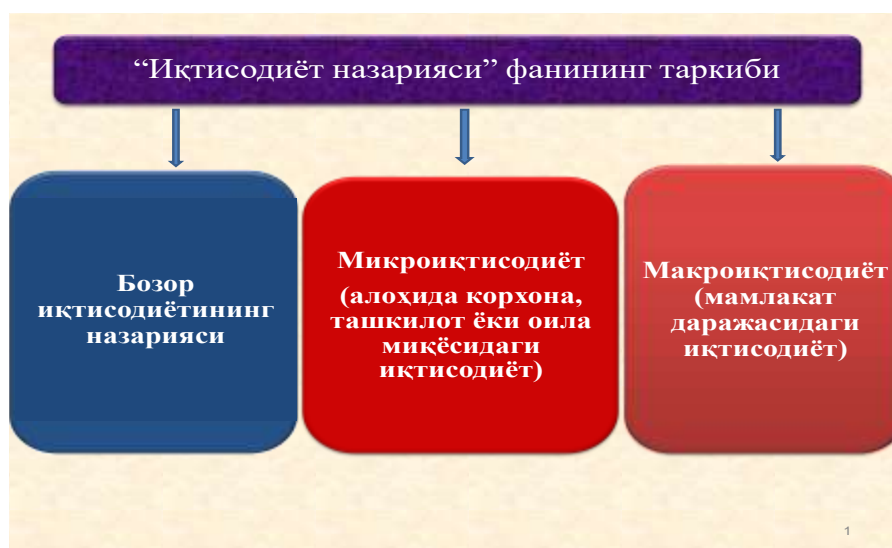 “Иқтисодиёт назарияси” фанининг таркиби
Бозор
иқтисодиётининг
назарияси
Микроиқтисодиёт
(алоҳида корхона,
ташкилот ёки оила
миқёсидаги
иқтисодиёт)
Макроиқтисодиёт
(мамлакат
даражасидаги
иқтисодиёт)
1